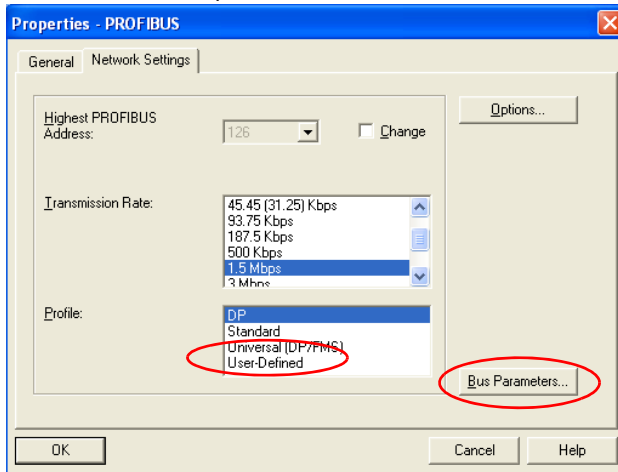 Properties - PROFIBUS
General Network Settings
Highest PROFIBUS
Address:
126
Change
Options...
Transmission Rate:
45.45 (31.25) Kbps
93.75 Kbps
187.5 Kbps
500 Kbps
1.5 Mbps
3 Mbps
Profile:
DP
Standard
Universal (DP/FMS)
User-Defined
Bus Parameters...
OK
Cancel
Help